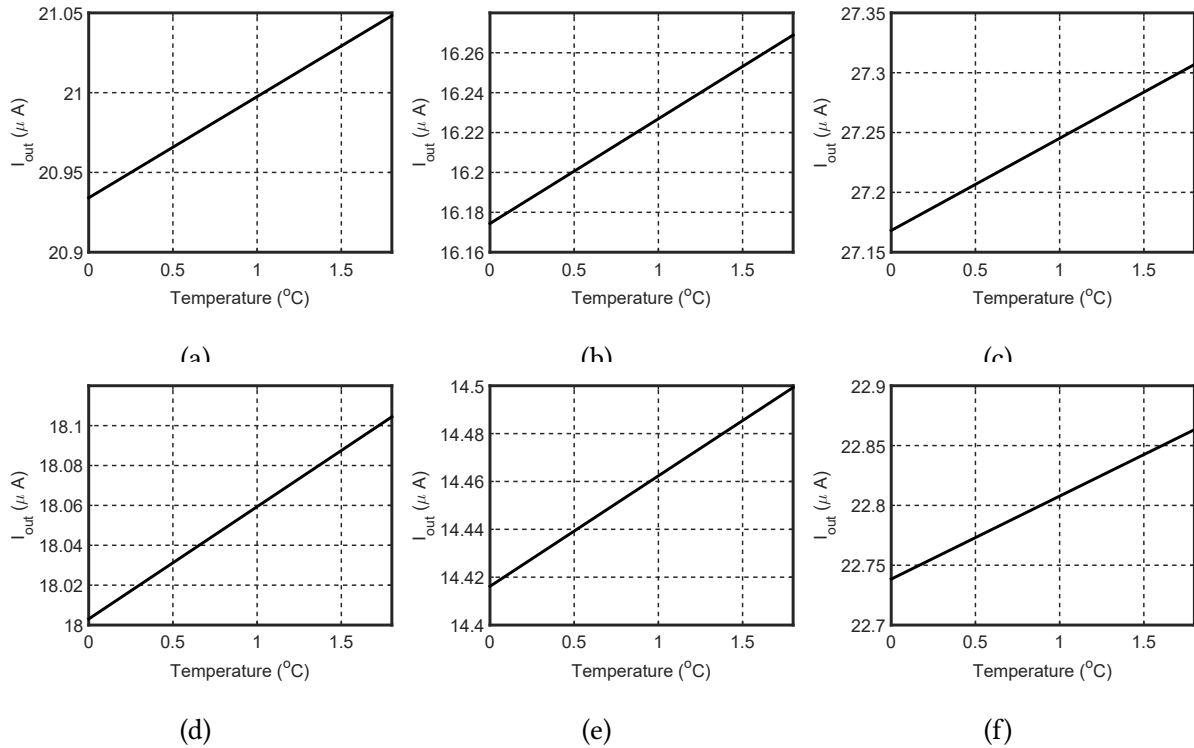 21.05
21
20.95
20.9
I_out (μ A)
0 0.5 1 1.5
Temperature (°C)
(a)
16.26
16.24
16.22
16.2
16.18
16.16
I_out (μ A)
0 0.5 1 1.5
Temperature (°C)
(b)
27.35
27.3
27.25
27.2
27.15
I_out (μ A)
0 0.5 1 1.5
Temperature (°C)
(c)
18.1
18.08
18.06
18.04
18.02
18
I_out (μ A)
0 0.5 1 1.5
Temperature (°C)
(d)
14.5
14.48
14.46
14.44
14.42
14.4
I_out (μ A)
0 0.5 1 1.5
Temperature (°C)
(e)
22.9
22.85
22.8
22.75
22.7
I_out (μ A)
0 0.5 1 1.5
Temperature (°C)
(f)